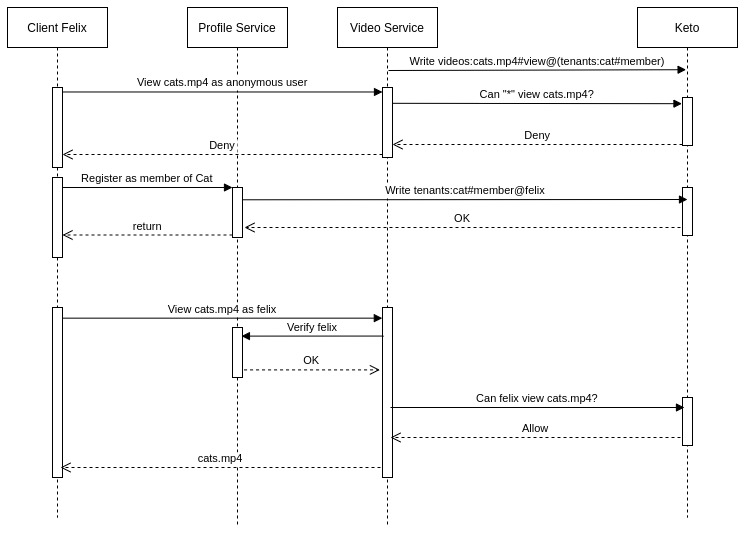 Client Felix
Profile Service
Video Service
Keto
Write videos:cats.mp4#view@(tenants:cat#member)
View cats.mp4 as anonymous user
Can "*" view cats.mp4?
Deny
Deny
Register as member of Cat
Write tenants:cat#member@felix
OK
return
View cats.mp4 as felix
Verify felix
OK
Can felix view cats.mp4?
Allow
cats.mp4